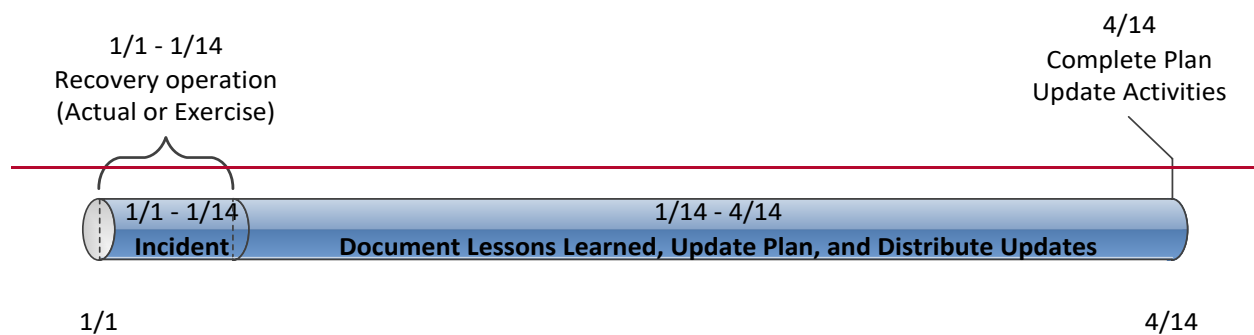 1/1 - 1/14
Recovery operation
(Actual or Exercise)
4/14
Complete Plan
Update Activities
1/1 - 1/14
Incident
1/14 - 4/14
Document Lessons Learned, Update Plan, and Distribute Updates
1/1
4/14